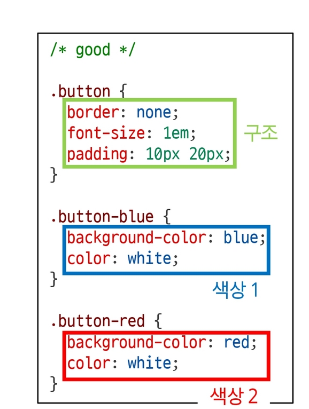 /* good */
.button {
border: none;
font-size: 1em;
padding: 10px 20px;
구조
}
.button-blue {
background-color: blue;
color: white;
}
색상 1
.button-red {
background-color: red;
color: white;
}
색상 2